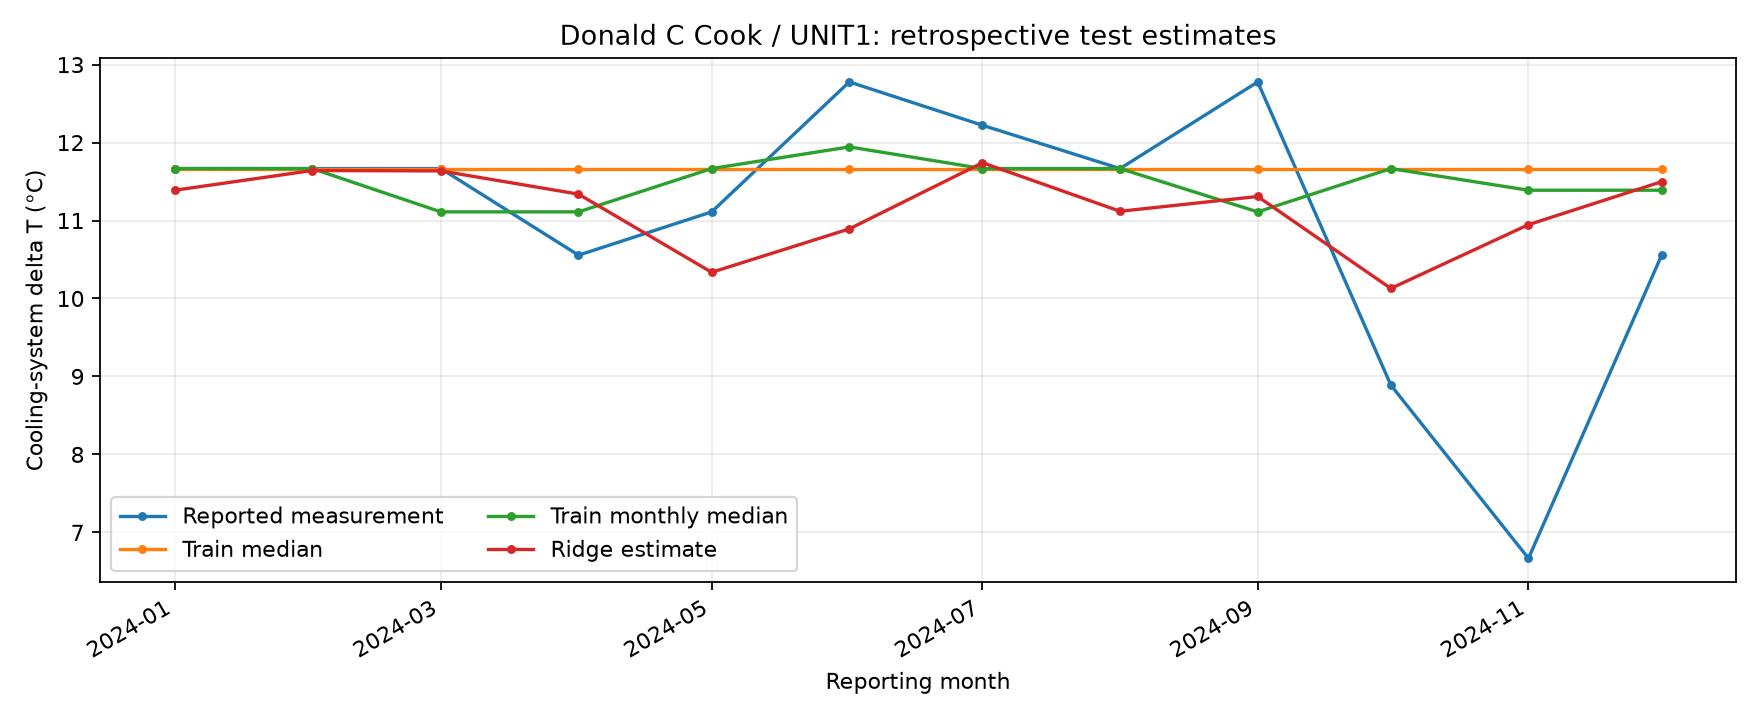 Donald C Cook / UNIT1: retrospective test estimates
Cooling-system delta T (°C)
13
12
11
10
9
8
7
Reported measurement
Train median
Train monthly median
Ridge estimate
2024-01
2024-03
2024-05
2024-07
2024-09
2024-11
Reporting month